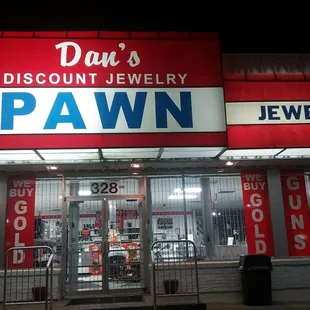 Dan's
DISCOUNT JEWELRY
PAWN
JEWE
328
WE BUY GOLD
WE BUY GOLD
GUNS